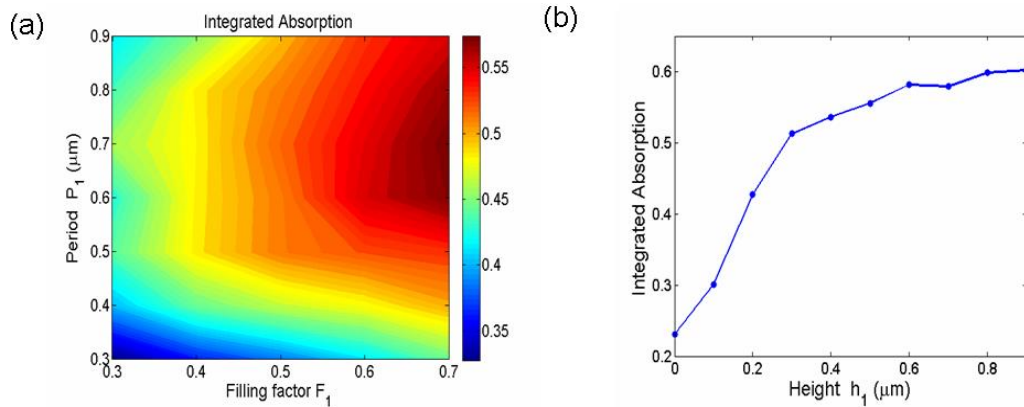 (a)
Integrated Absorption
0.9
0.8
0.7
0.6
0.5
0.4
0.3
Period P₁ (μm)
0.3 0.4 0.5 0.6 0.7
Filling factor F₁
0.55
0.5
0.45
0.4
0.35
(b)
0.6
0.5
0.4
0.3
0.2
Integrated Absorption
0 0.2 0.4 0.6 0.8
Height h₁ (μm)